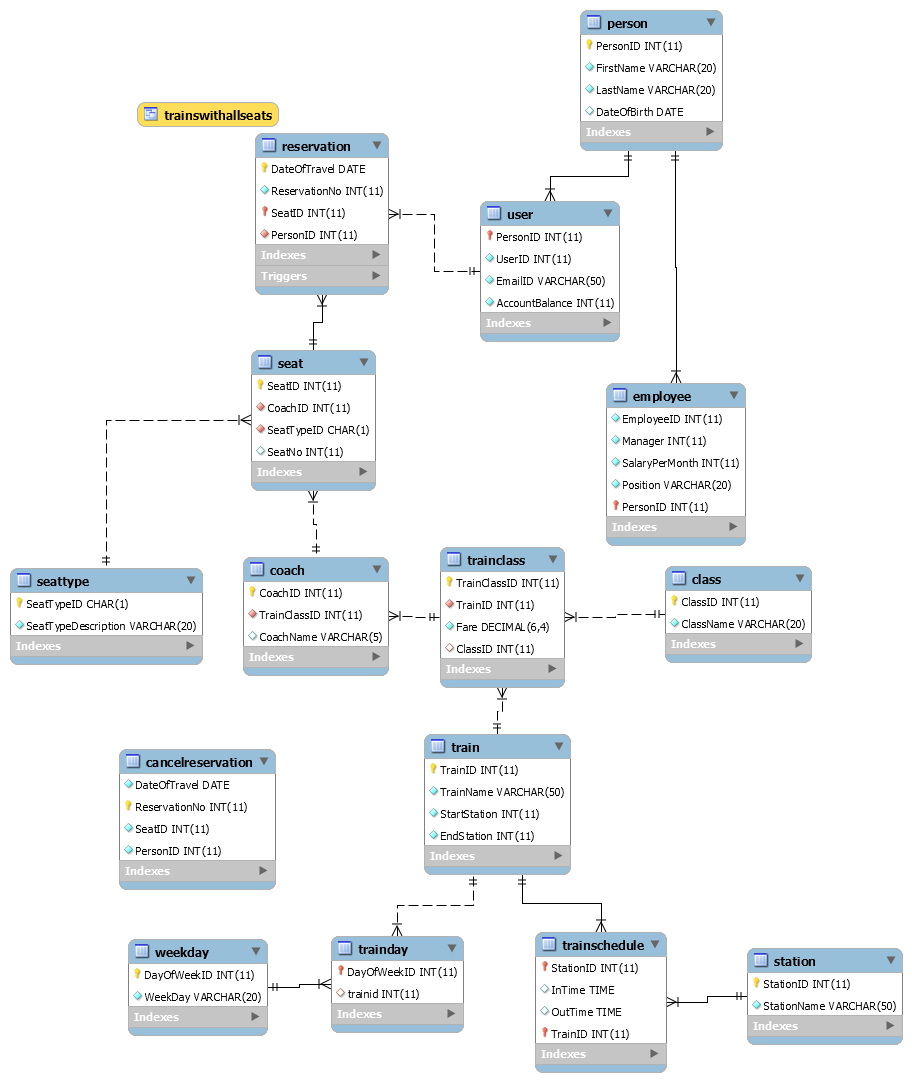 person
PersonID INT(11)
FirstName VARCHAR(20)
LastName VARCHAR(20)
DateOfBirth DATE
Indexes
trainswithallseats
reservation
DateOfTravel DATE
ReservationNo INT(11)
SeatID INT(11)
PersonID INT(11)
Indexes
Triggers
user
PersonID INT(11)
UserID INT(11)
EmailID VARCHAR(50)
AccountBalance INT(11)
Indexes
seat
SeatID INT(11)
CoachID INT(11)
SeatTypeID CHAR(1)
SeatNo INT(11)
Indexes
employee
EmployeeID INT(11)
Manager INT(11)
SalaryPerMonth INT(11)
Position VARCHAR(20)
PersonID INT(11)
Indexes
seattype
SeatTypeID CHAR(1)
SeatTypeDescription VARCHAR(20)
Indexes
coach
CoachID INT(11)
TrainClassID INT(11)
CoachName VARCHAR(5)
Indexes
trainclass
TrainClassID INT(11)
TrainID INT(11)
Fare DECIMAL(6,4)
ClassID INT(11)
Indexes
class
ClassID INT(11)
ClassName VARCHAR(20)
Indexes
train
TrainID INT(11)
TrainName VARCHAR(50)
StartStation INT(11)
EndStation INT(11)
Indexes
cancelreservation
DateOfTravel DATE
ReservationNo INT(11)
SeatID INT(11)
PersonID INT(11)
Indexes
weekday
DayOfWeekID INT(11)
WeekDay VARCHAR(20)
Indexes
trainday
DayOfWeekID INT(11)
trainid INT(11)
Indexes
trainschedule
StationID INT(11)
InTime TIME
OutTime TIME
TrainID INT(11)
Indexes
station
StationID INT(11)
StationName VARCHAR(50)
Indexes